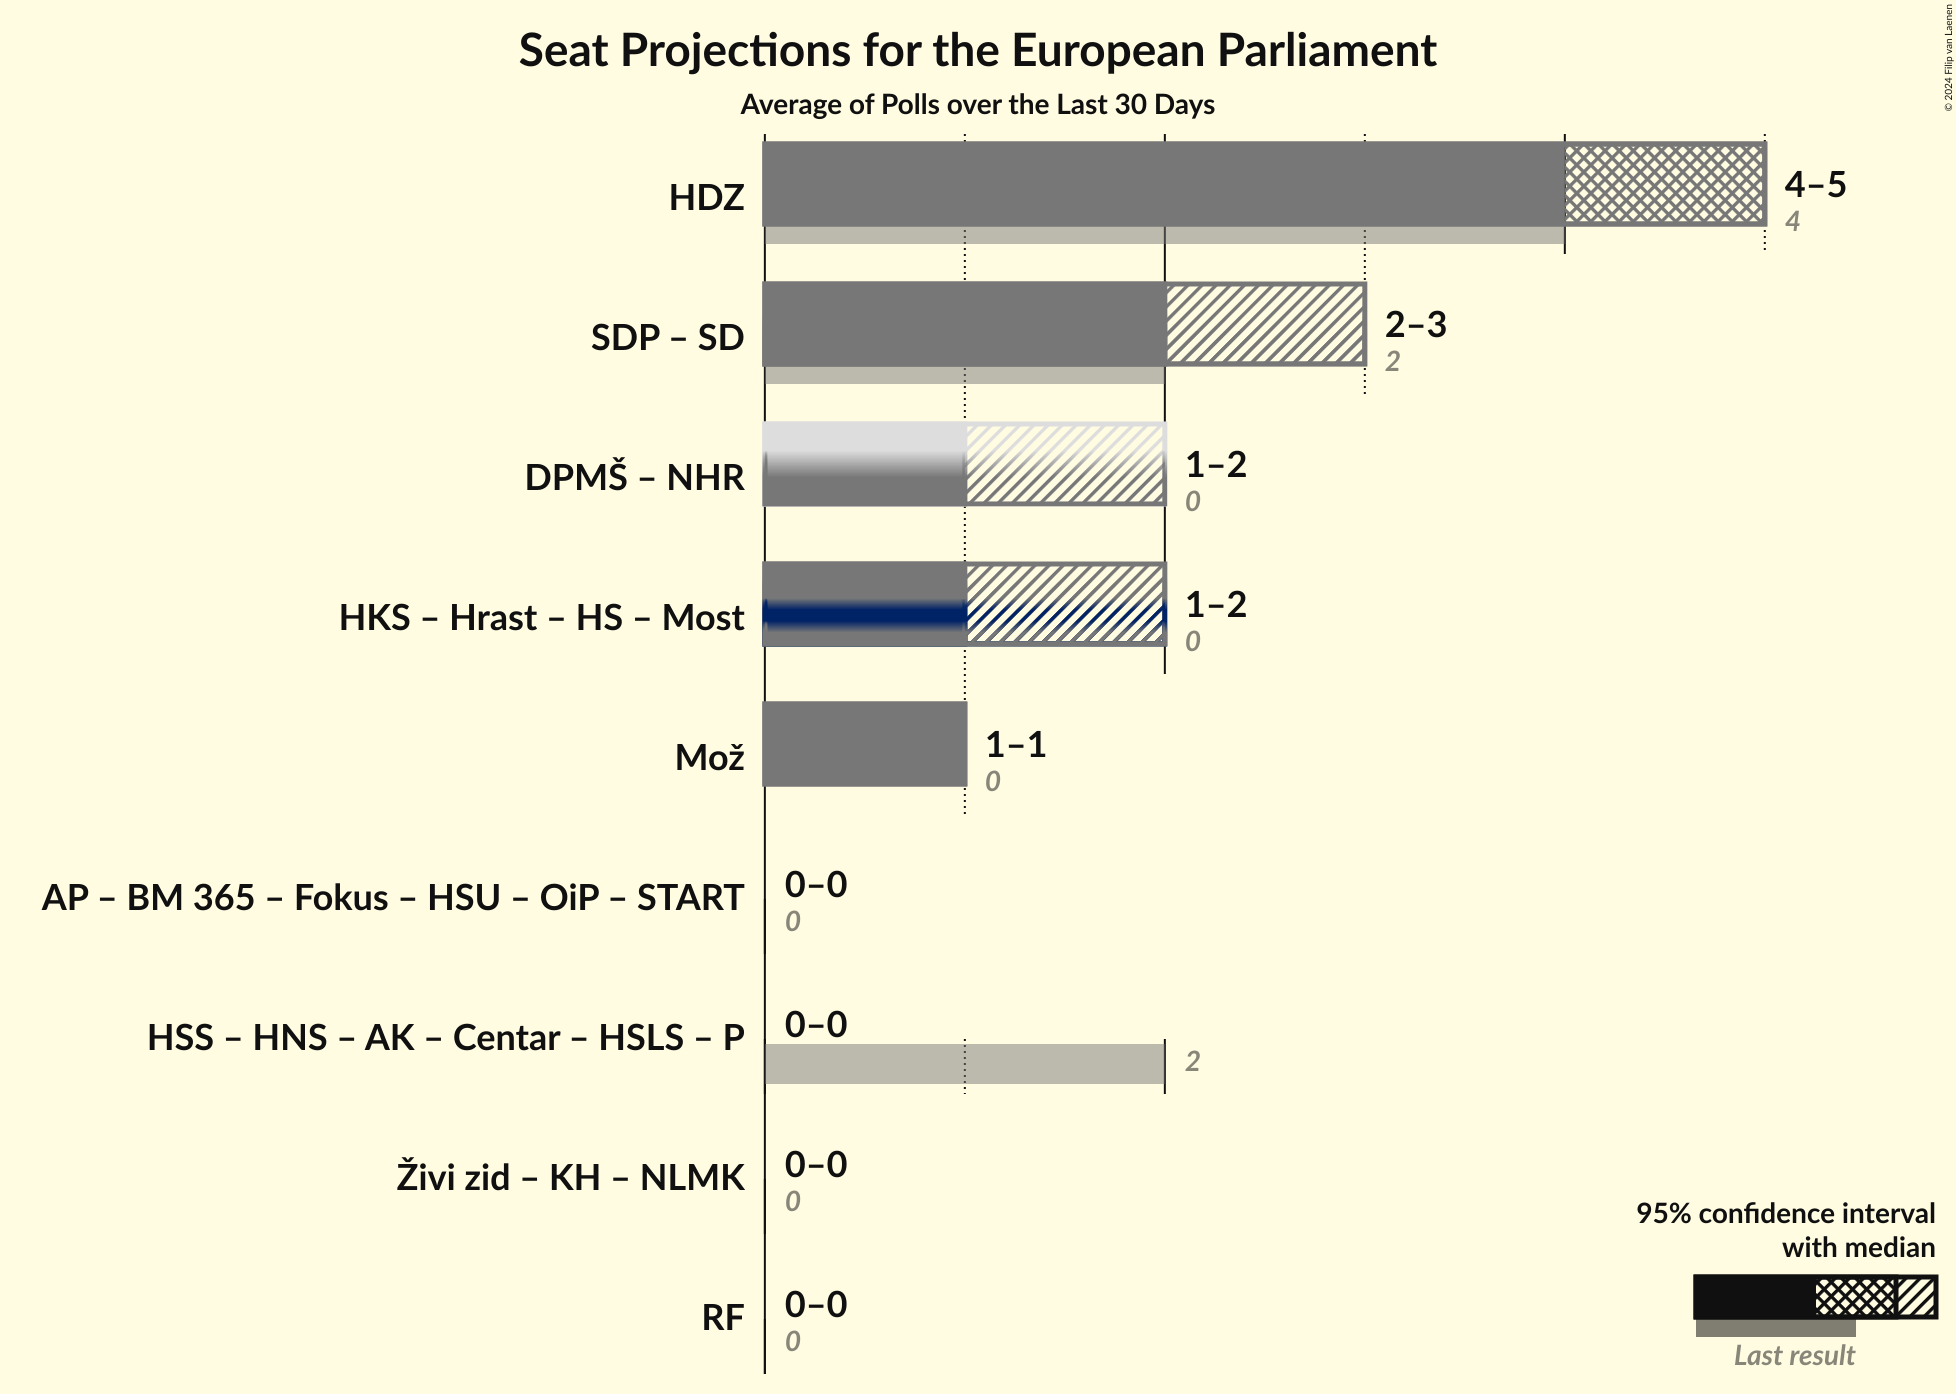 Seat Projections for the European Parliament
Average of Polls over the Last 30 Days
© 2024 Filip van Laenen
HDZ
4–5
4
SDP – SD
2–3
2
DPMŠ – NHR
1–2
0
HKS – Hrast – HS – Most
1–2
0
Mož
1–1
0
AP – BM 365 – Fokus – HSU – OiP – START
0–0
0
HSS – HNS – AK – Centar – HSLS – P
0–0
2
Živi zid – KH – NLMK
0–0
0
RF
0–0
0
95% confidence interval
with median
Last result